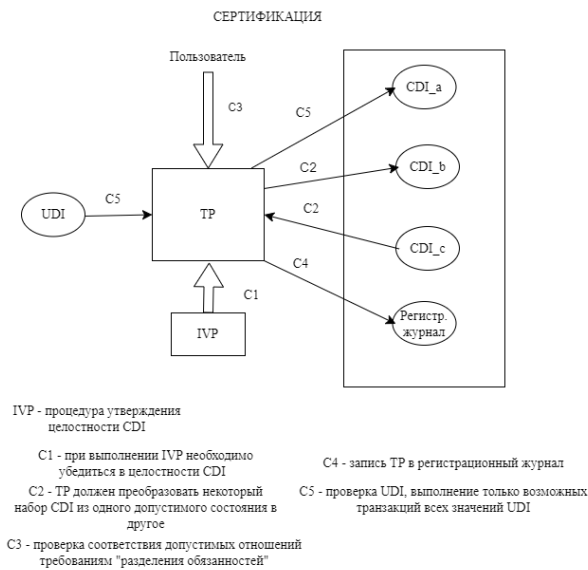 СЕРТИФИКАЦИЯ
Пользователь
C3
C5
CDI_a
C2
CDI_b
C5
UDI
TP
C2
CDI_c
C4
C1
Регистр.
журнал
IVP
IVP - процедура утверждения
целостности CDI
C1 - при выполнении IVP необходимо
убедиться в целостности CDI
C2 - TP должен преобразовать некоторый
набор CDI из одного допустимого состояния в
другое
C3 - проверка соответствия допустимых отношений
требованиям "разделения обязанностей"
C4 - запись TP в регистрационный журнал
C5 - проверка UDI, выполнение только возможных
транзакций всех значений UDI